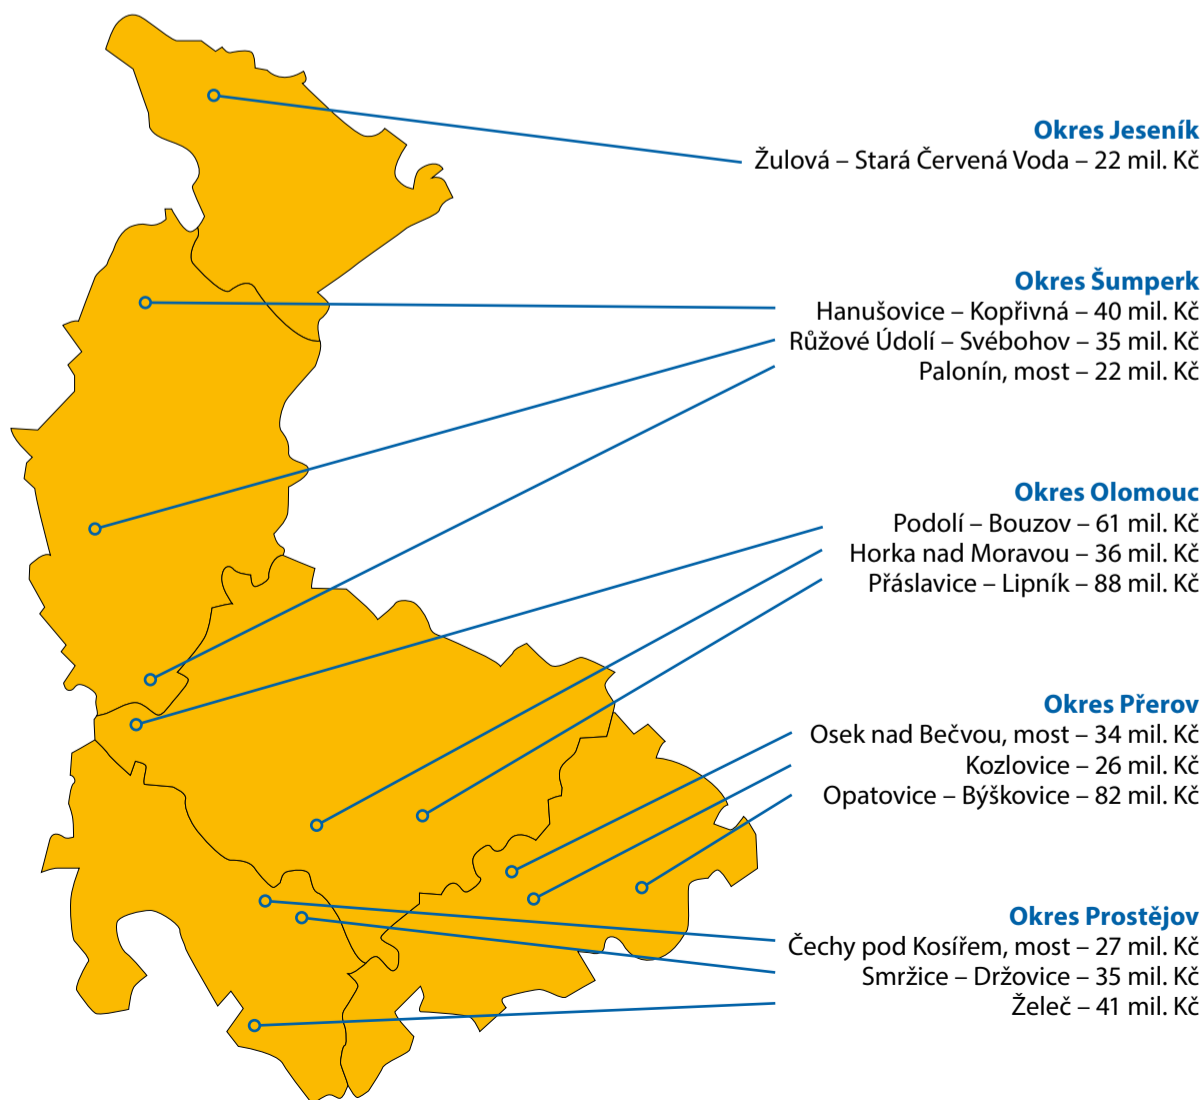 Okres Jeseník
Žulová – Stará Červená Voda – 22 mil. Kč
Okres Šumperk
Hanušovice – Kopřivná – 40 mil. Kč
Růžové Údolí – Svébohov – 35 mil. Kč
Palonín, most – 22 mil. Kč
Okres Olomouc
Podolí – Bouzov – 61 mil. Kč
Horka nad Moravou – 36 mil. Kč
Přáslavice – Lipník – 88 mil. Kč
Okres Přerov
Osek nad Bečvou, most – 34 mil. Kč
Kozlovice – 26 mil. Kč
Opatovice – Býškovice – 82 mil. Kč
Okres Prostějov
Čechy pod Kosířem, most – 27 mil. Kč
Smržice – Držovice – 35 mil. Kč
Želeč – 41 mil. Kč